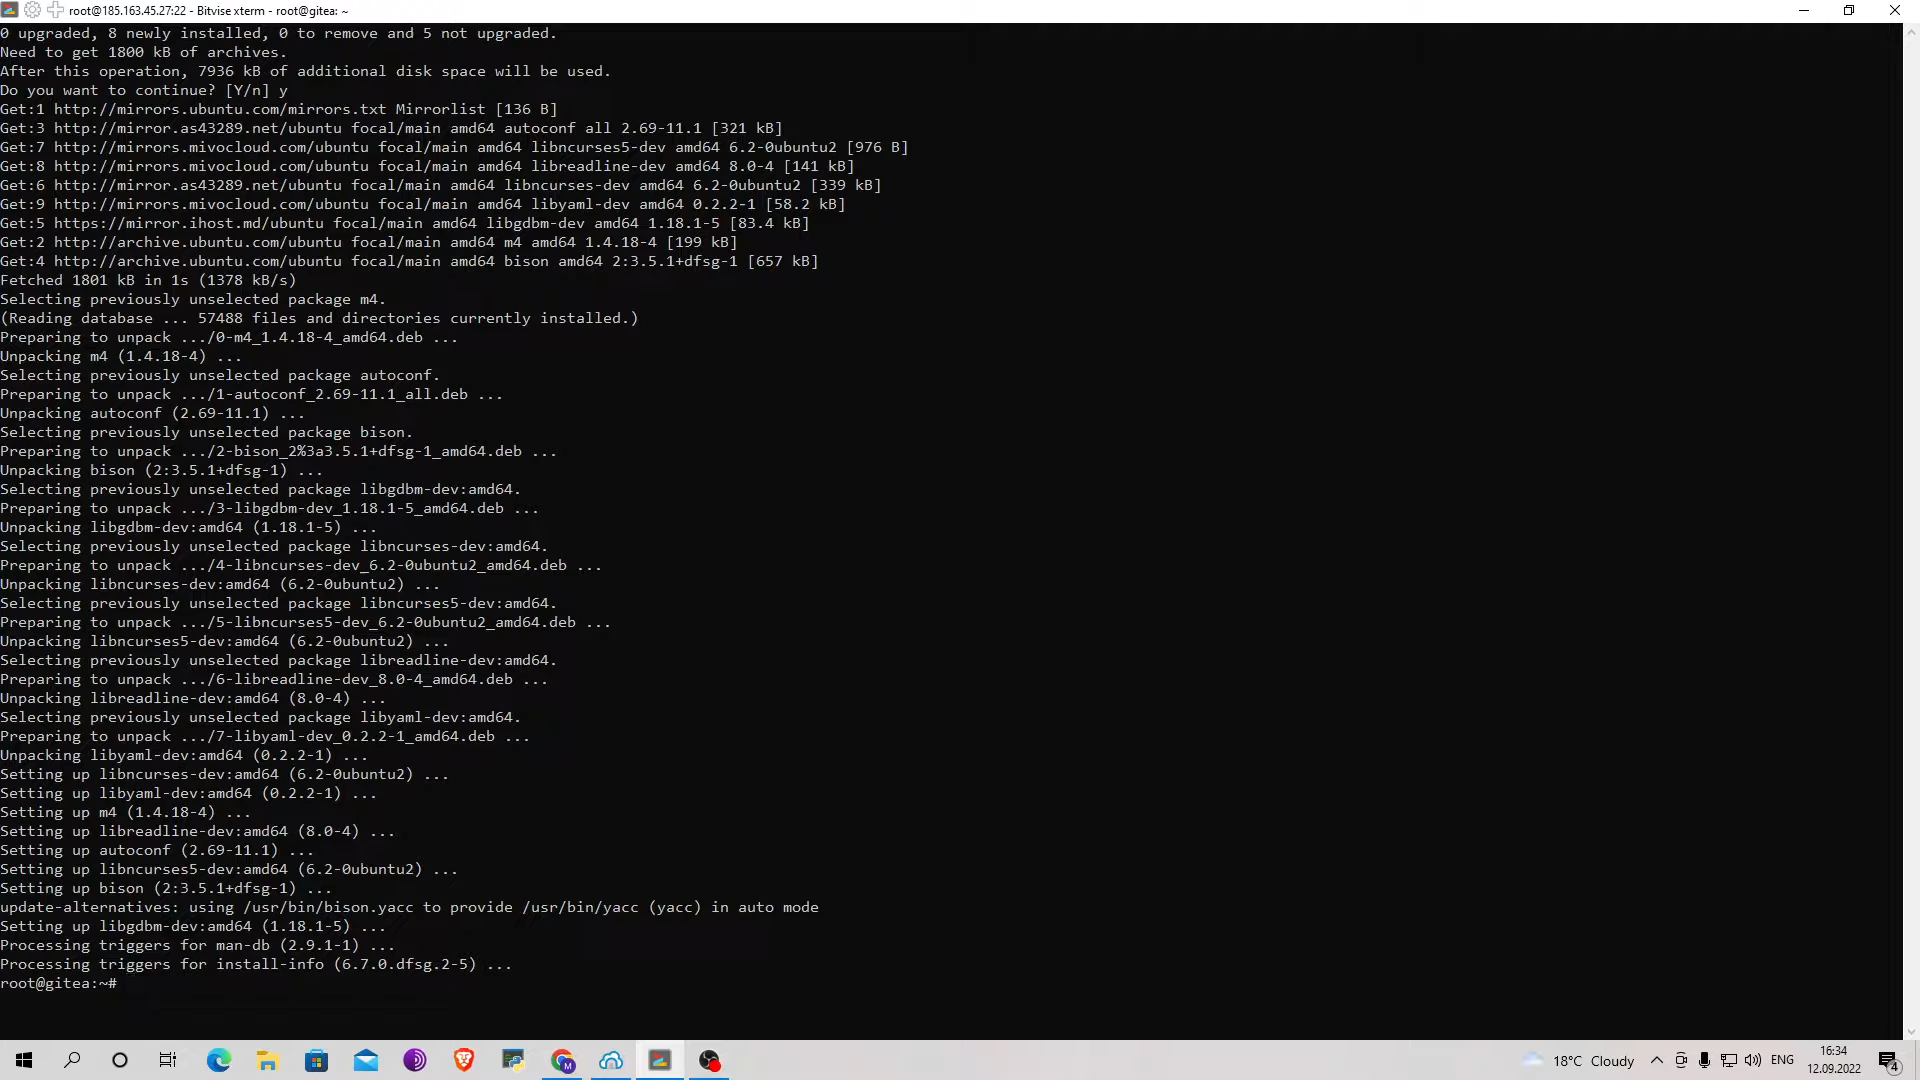 root@185.163.45.27:22 - Bitvise xterm - root@gitea: ~
0 upgraded, 8 newly installed, 0 to remove and 5 not upgraded.
Need to get 1800 kB of archives.
After this operation, 7936 kB of additional disk space will be used.
Do you want to continue? [Y/n] y
Get:1 http://mirrors.ubuntu.com/mirrors.txt Mirrorlist [136 B]
Get:3 http://mirror.as43289.net/ubuntu focal/main amd64 autoconf all 2.69-11.1 [321 kB]
Get:7 http://mirrors.mivocloud.com/ubuntu focal/main amd64 libncurses5-dev amd64 6.2-0ubuntu2 [976 B]
Get:8 http://mirrors.mivocloud.com/ubuntu focal/main amd64 libreadline-dev amd64 8.0-4 [141 kB]
Get:6 http://mirror.as43289.net/ubuntu focal/main amd64 libncurses-dev amd64 6.2-0ubuntu2 [339 kB]
Get:9 http://mirrors.mivocloud.com/ubuntu focal/main amd64 libyaml-dev amd64 0.2.2-1 [58.2 kB]
Get:5 https://mirror.ihost.md/ubuntu focal/main amd64 libgdbm-dev amd64 1.18.1-5 [83.4 kB]
Get:2 http://archive.ubuntu.com/ubuntu focal/main amd64 m4 amd64 1.4.18-4 [199 kB]
Get:4 http://archive.ubuntu.com/ubuntu focal/main amd64 bison amd64 2:3.5.1+dfsg-1 [657 kB]
Fetched 1801 kB in 1s (1378 kB/s)
Selecting previously unselected package m4.
(Reading database ... 57488 files and directories currently installed.)
Preparing to unpack .../0-m4_1.4.18-4_amd64.deb ...
Unpacking m4 (1.4.18-4) ...
Selecting previously unselected package autoconf.
Preparing to unpack .../1-autoconf_2.69-11.1_all.deb ...
Unpacking autoconf (2.69-11.1) ...
Selecting previously unselected package bison.
Preparing to unpack .../2-bison_2%3a3.5.1+dfsg-1_amd64.deb ...
Unpacking bison (2:3.5.1+dfsg-1) ...
Selecting previously unselected package libgdbm-dev:amd64.
Preparing to unpack .../3-libgdbm-dev_1.18.1-5_amd64.deb ...
Unpacking libgdbm-dev:amd64 (1.18.1-5) ...
Selecting previously unselected package libncurses-dev:amd64.
Preparing to unpack .../4-libncurses-dev_6.2-0ubuntu2_amd64.deb ...
Unpacking libncurses-dev:amd64 (6.2-0ubuntu2) ...
Selecting previously unselected package libncurses5-dev:amd64.
Preparing to unpack .../5-libncurses5-dev_6.2-0ubuntu2_amd64.deb ...
Unpacking libncurses5-dev:amd64 (6.2-0ubuntu2) ...
Selecting previously unselected package libreadline-dev:amd64.
Preparing to unpack .../6-libreadline-dev_8.0-4_amd64.deb ...
Unpacking libreadline-dev:amd64 (8.0-4) ...
Selecting previously unselected package libyaml-dev:amd64.
Preparing to unpack .../7-libyaml-dev_0.2.2-1_amd64.deb ...
Unpacking libyaml-dev:amd64 (0.2.2-1) ...
Setting up libncurses-dev:amd64 (6.2-0ubuntu2) ...
Setting up libyaml-dev:amd64 (0.2.2-1) ...
Setting up m4 (1.4.18-4) ...
Setting up libreadline-dev:amd64 (8.0-4) ...
Setting up autoconf (2.69-11.1) ...
Setting up libncurses5-dev:amd64 (6.2-0ubuntu2) ...
Setting up bison (2:3.5.1+dfsg-1) ...
update-alternatives: using /usr/bin/bison.yacc to provide /usr/bin/yacc (yacc) in auto mode
Setting up libgdbm-dev:amd64 (1.18.1-5) ...
Processing triggers for man-db (2.9.1-1) ...
Processing triggers for install-info (6.7.0.dfsg.2-5) ...
root@gitea:~#
18°C Cloudy
ENG
16:34
12.09.2022
4
M